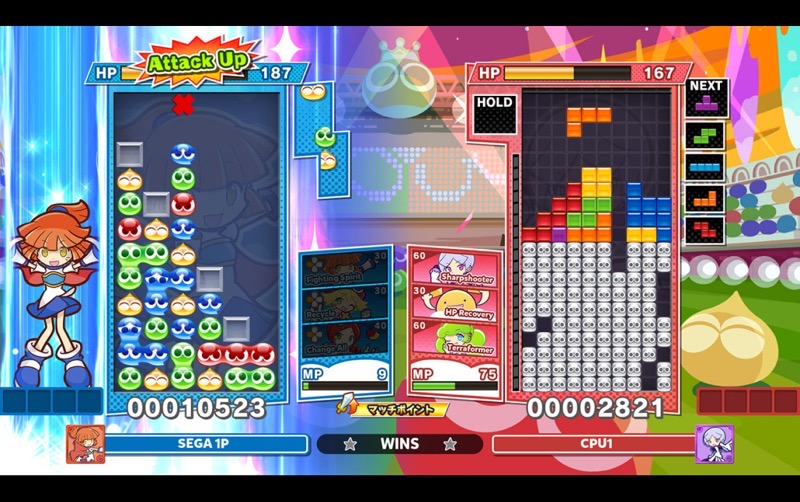 Attack Up
HP 187
HP 167
HOLD
NEXT
30
Fighting Spirit
30
Recycle
40
Change All
MP 9
60
Sharpshooter
30
HP Recovery
60
Terraformer
MP 75
00010523
マッチポイント
00002821
SEGA 1P
WINS
CPU1